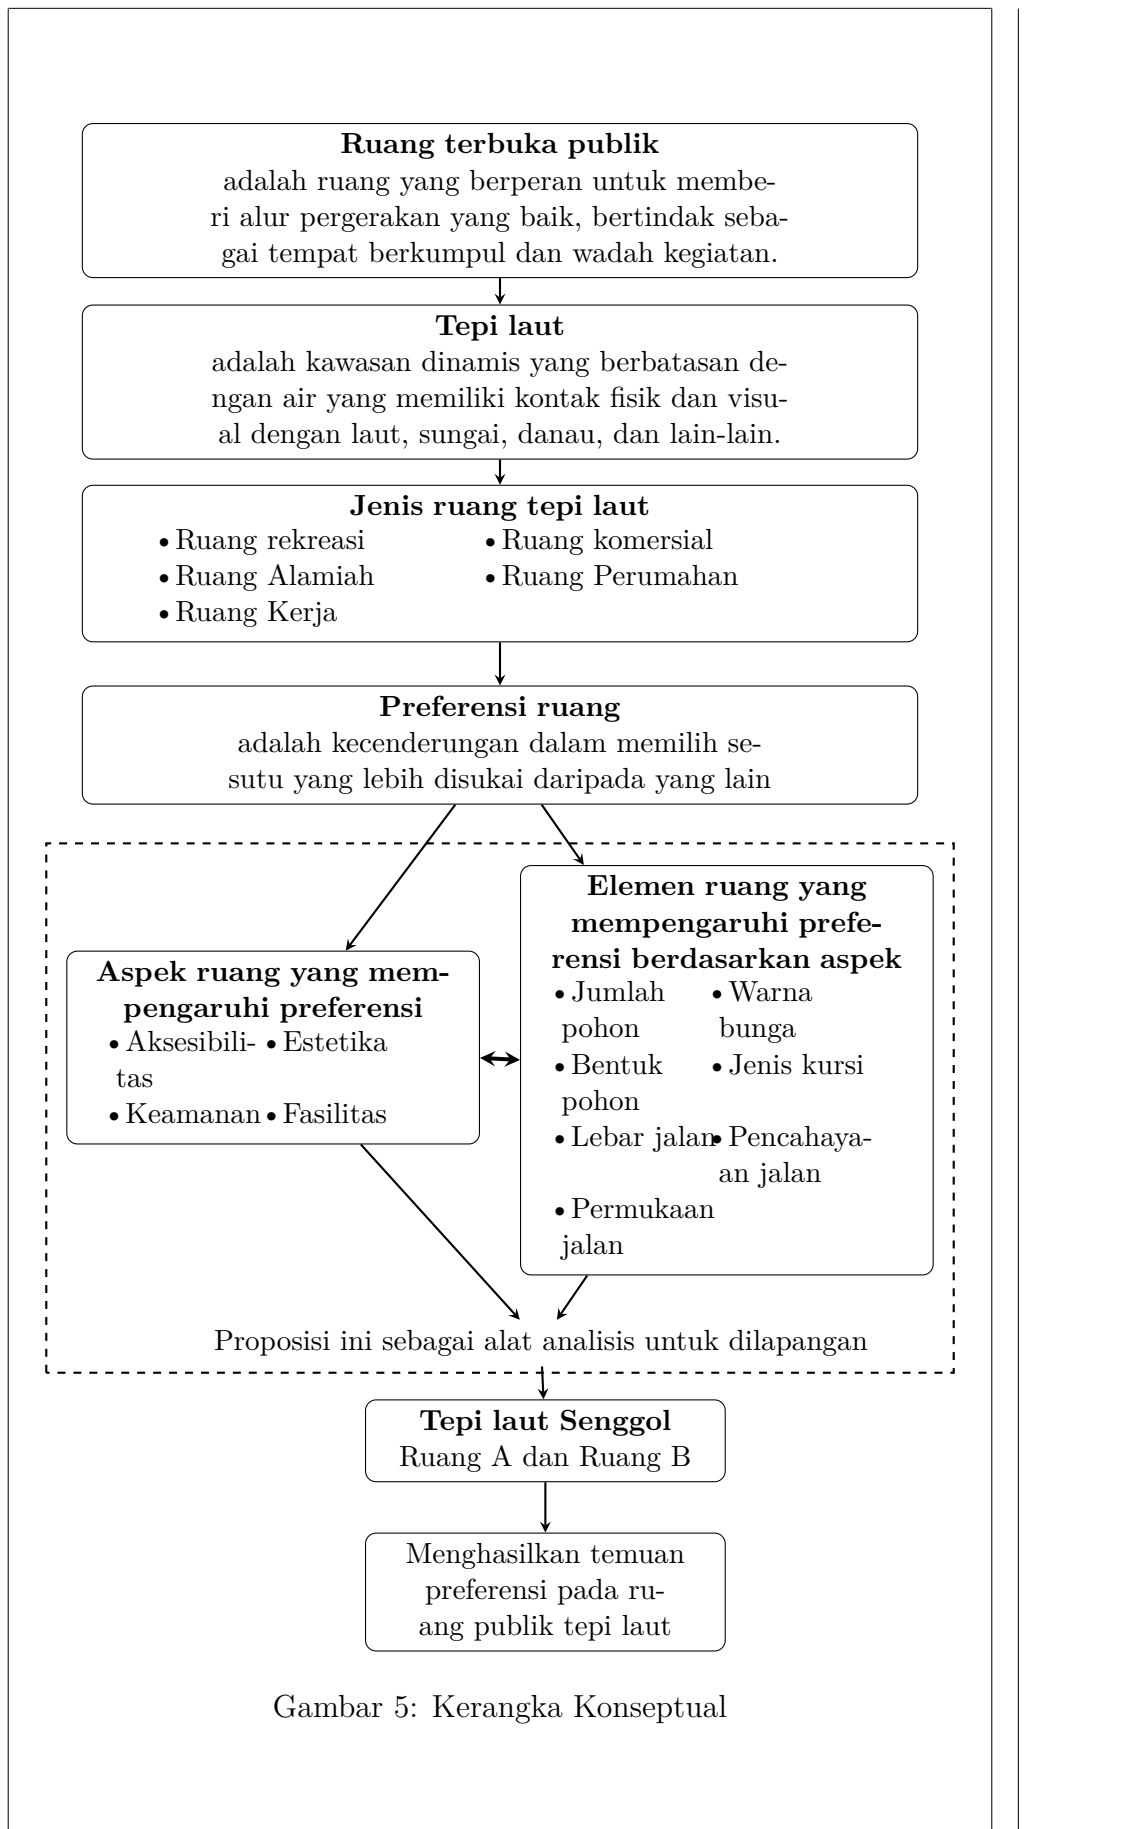 Ruang terbuka publik
adalah ruang yang berperan untuk membe-
ri alur pergerakan yang baik, bertindak seba-
gai tempat berkumpul dan wadah kegiatan.
Tepi laut
adalah kawasan dinamis yang berbatasan de-
ngan air yang memiliki kontak fisik dan visu-
al dengan laut, sungai, danau, dan lain-lain.
Jenis ruang tepi laut
• Ruang rekreasi • Ruang komersial
• Ruang Alamiah • Ruang Perumahan
• Ruang Kerja
Preferensi ruang
adalah kecenderungan dalam memilih se-
sutu yang lebih disukai daripada yang lain
Aspek ruang yang mem-
pengaruhi preferensi
• Aksesibili- • Estetika
tas
• Keamanan • Fasilitas
Elemen ruang yang
mempengaruhi prefe-
rensi berdasarkan aspek
• Jumlah • Warna
pohon bunga
• Bentuk • Jenis kursi
pohon
• Lebar jalan • Pencahaya-
an jalan
• Permukaan
jalan
Proposisi ini sebagai alat analisis untuk dilapangan
Tepi laut Senggol
Ruang A dan Ruang B
Menghasilkan temuan
preferensi pada ru-
ang publik tepi laut
Gambar 5: Kerangka Konseptual